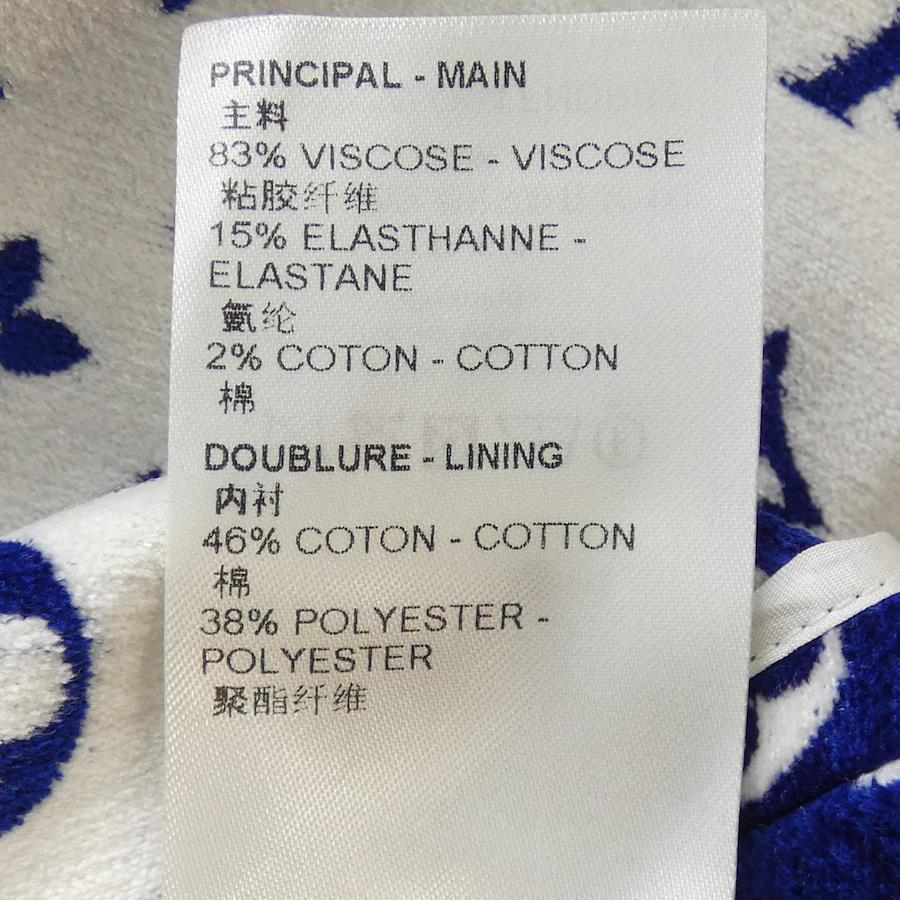 PRINCIPAL - MAIN
主料
83% VISCOSE - VISCOSE
粘胶纤维
15% ELASTHANNE -
ELASTANE
氨纶
2% COTON - COTTON
棉
DOUBLURE - LINING
内衬
46% COTON - COTTON
棉
38% POLYESTER -
POLYESTER
聚酯纤维